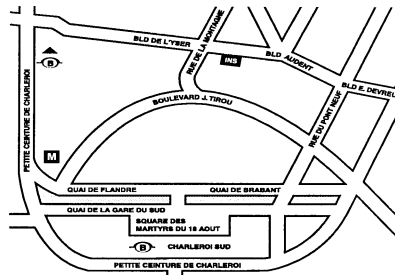 BLD DE L'YSER
RUE DE LA MONTAGNE
INS
BLD AUDENT
BLD E. DEVREU
B
PETITE CEINTURE DE CHARLEROI
BOULEVARD J. TIROU
RUE DU PONT NEUF
M
QUAI DE FLANDRE
QUAI DE BRABANT
QUAI DE LA GARE DU SUD
SQUARE DES
MARTYRS DU 18 AOUT
B
CHARLEROI SUD
PETITE CEINTURE DE CHARLEROI